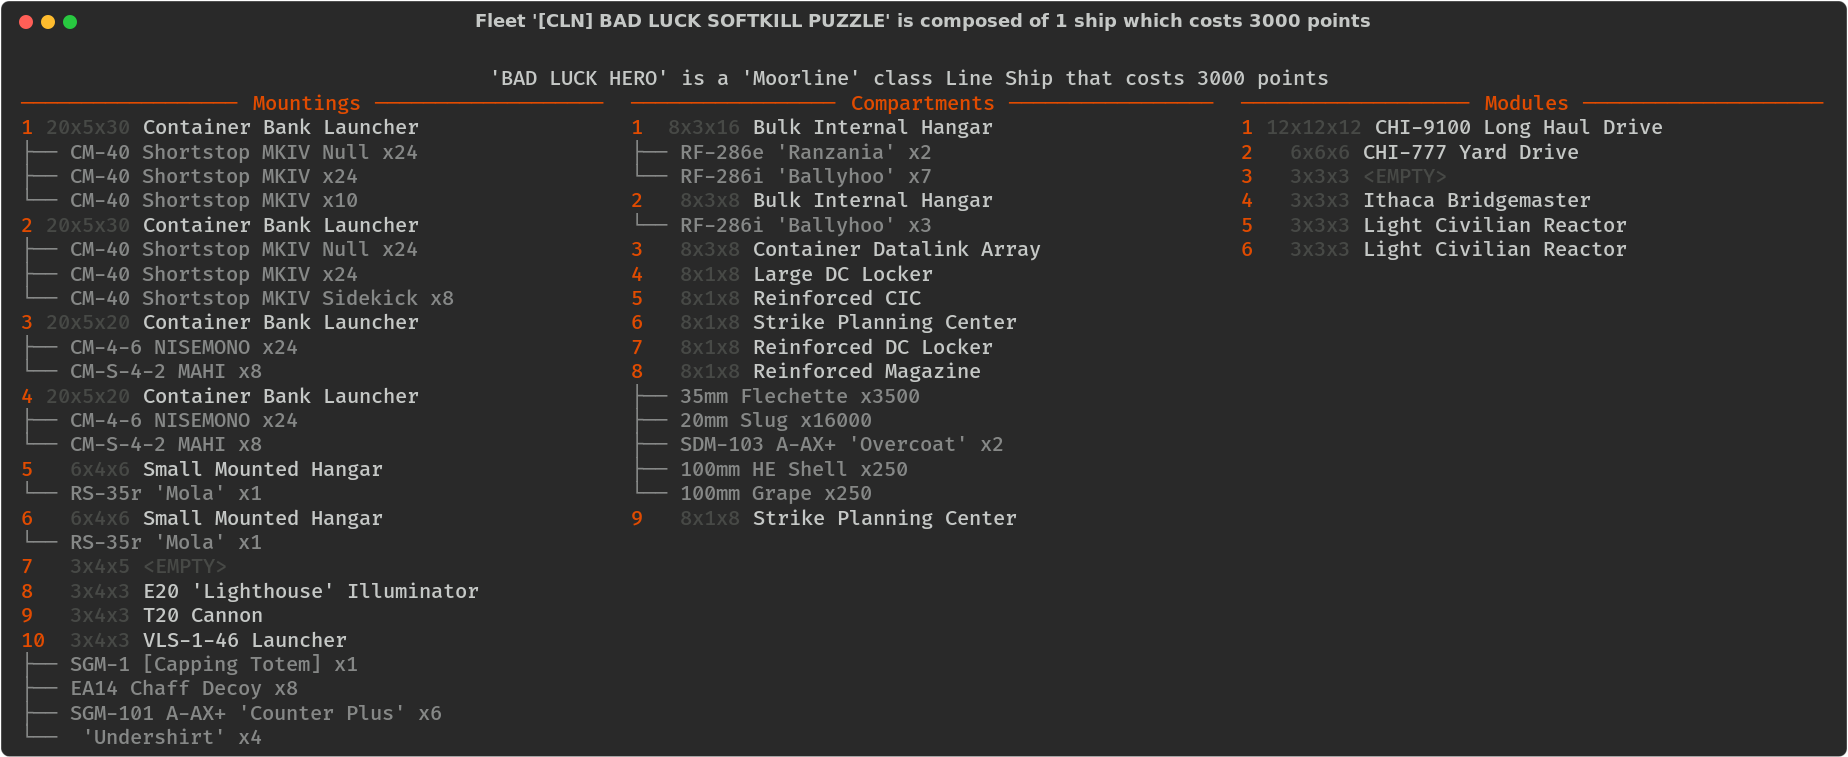 Fleet '[CLN] BAD LUCK SOFTKILL PUZZLE' is composed of 1 ship which costs 3000 points
'BAD LUCK HERO' is a 'Moorline' class Line Ship that costs 3000 points
Mountings
1 20x5x30 Container Bank Launcher
CM-40 Shortstop MKIV Null x24
CM-40 Shortstop MKIV x24
CM-40 Shortstop MKIV x10
2 20x5x30 Container Bank Launcher
CM-40 Shortstop MKIV Null x24
CM-40 Shortstop MKIV x24
CM-40 Shortstop MKIV Sidekick x8
3 20x5x20 Container Bank Launcher
CM-4-6 NISEMONO x24
CM-S-4-2 MAHI x8
4 20x5x20 Container Bank Launcher
CM-4-6 NISEMONO x24
CM-S-4-2 MAHI x8
5 6x4x6 Small Mounted Hangar
RS-35r 'Mola' x1
6 6x4x6 Small Mounted Hangar
RS-35r 'Mola' x1
7 3x4x5 <EMPTY>
8 3x4x3 E20 'Lighthouse' Illuminator
9 3x4x3 T20 Cannon
10 3x4x3 VLS-1-46 Launcher
SGM-1 [Capping Totem] x1
EA14 Chaff Decoy x8
SGM-101 A-AX+ 'Counter Plus' x6
'Undershirt' x4
Compartments
1 8x3x16 Bulk Internal Hangar
RF-286e 'Ranzania' x2
RF-286i 'Ballyhoo' x7
2 8x3x8 Bulk Internal Hangar
RF-286i 'Ballyhoo' x3
3 8x3x8 Container Datalink Array
4 8x1x8 Large DC Locker
5 8x1x8 Reinforced CIC
6 8x1x8 Strike Planning Center
7 8x1x8 Reinforced DC Locker
8 8x1x8 Reinforced Magazine
35mm Flechette x3500
20mm Slug x16000
SDM-103 A-AX+ 'Overcoat' x2
100mm HE Shell x250
100mm Grape x250
9 8x1x8 Strike Planning Center
Modules
1 12x12x12 CHI-9100 Long Haul Drive
2 6x6x6 CHI-777 Yard Drive
3 3x3x3 <EMPTY>
4 3x3x3 Ithaca Bridgemaster
5 3x3x3 Light Civilian Reactor
6 3x3x3 Light Civilian Reactor